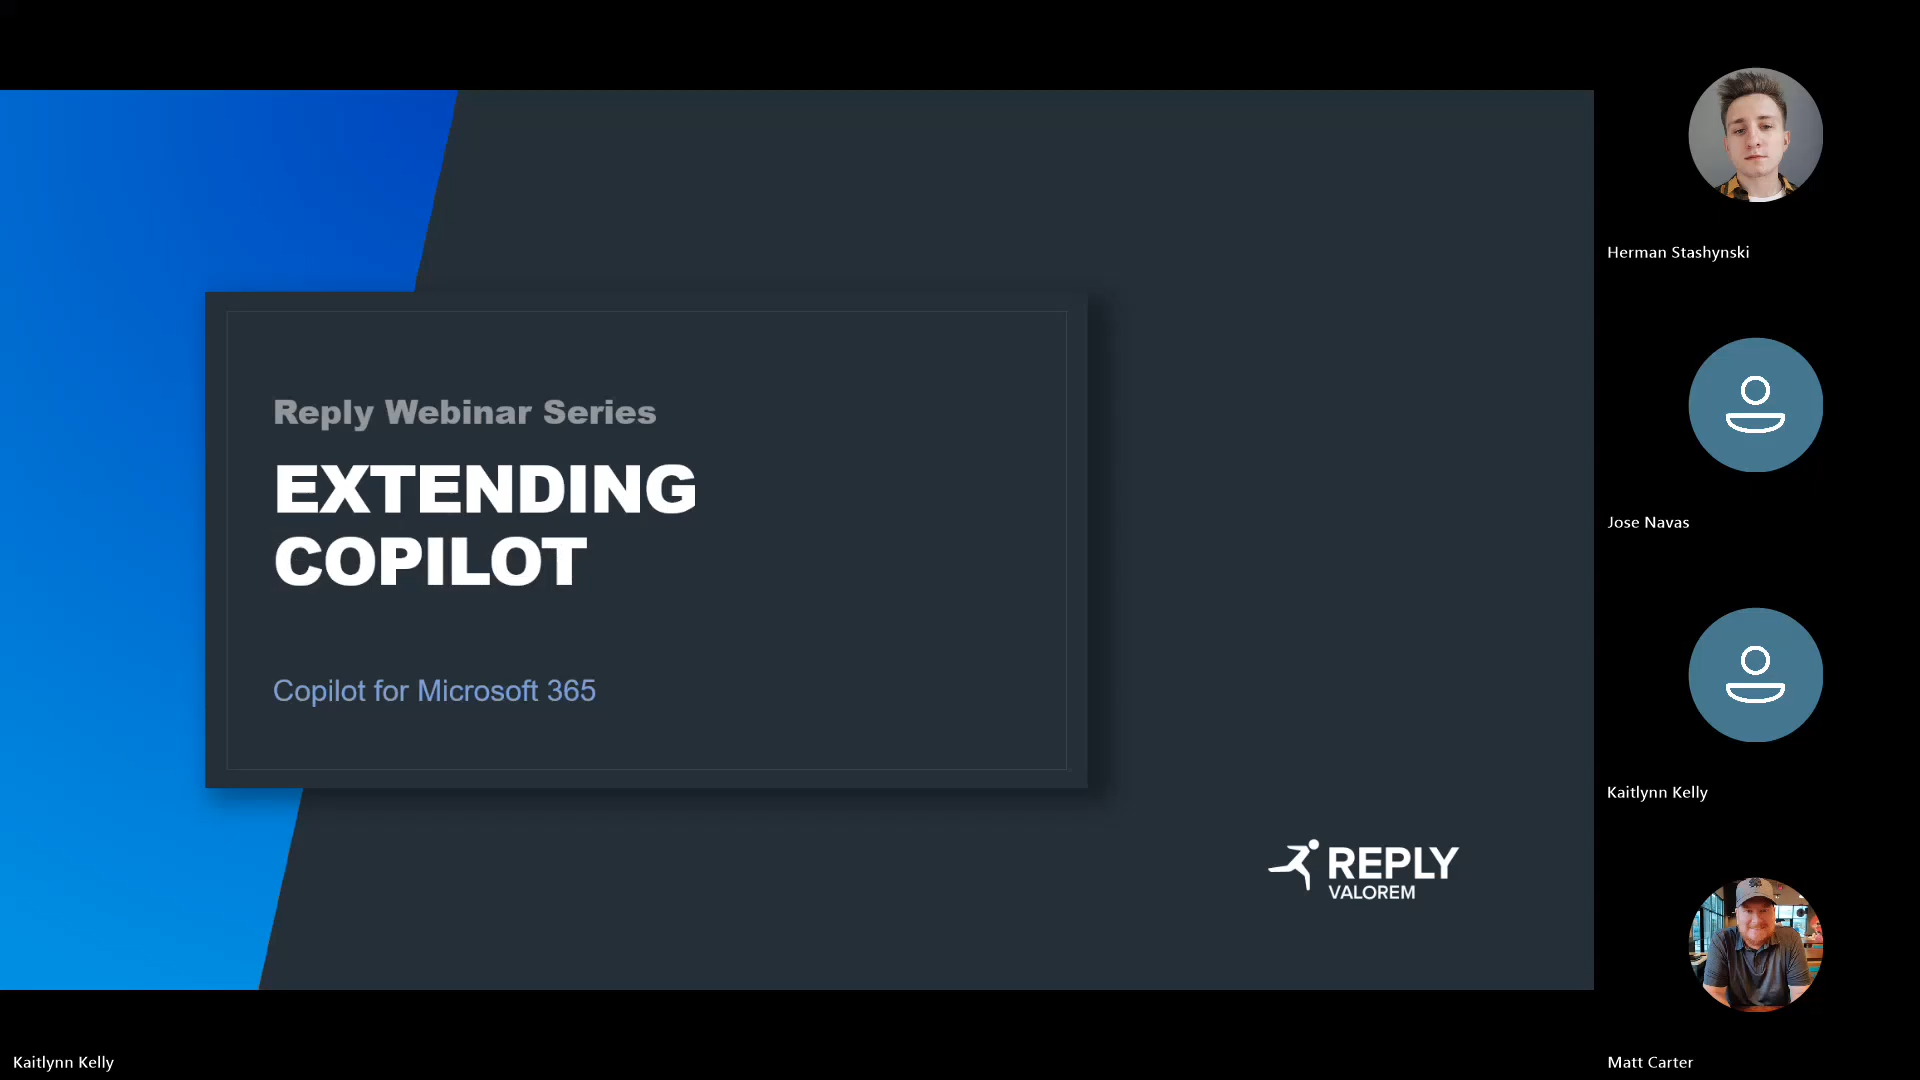 Reply Webinar Series
EXTENDING
COPILOT
Copilot for Microsoft 365
REPLY
VALOREM
Kaitlynn Kelly
Herman Stashynski
Jose Navas
Kaitlynn Kelly
Matt Carter